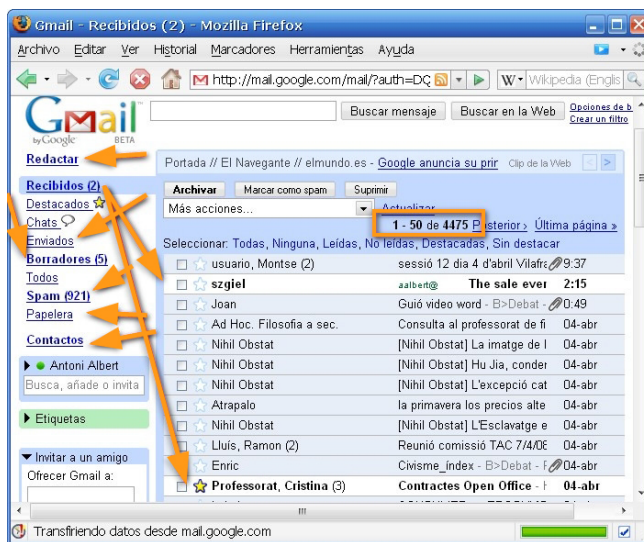 Gmail - Recibidos (2) - Mozilla Firefox
Archivo Editar Ver Historial Marcadores Herramientas Ayuda
http://mail.google.com/mail/?auth=DQ W Wikipedia (Englis
Gmail
by Google BETA
Buscar mensaje Buscar en la Web Opciones de b
Crear un filtro
Redactar
Portada // El Navegante // elmundo.es - Google anuncia su prir Clip de la Web < >
Recibidos (2)
Archivar Marcar como spam Suprimir
Destacados
Más acciones... Actualizar
Chats
1 - 50 de 4475 Posterior › Última página »
Enviados
Seleccionar: Todas, Ninguna, Leídas, No leídas, Destacadas, Sin destacar
Borradores (5)
Todos
Spam (921)
Papelera
Contactos
Antoni Albert
Busca, añade o invita
Etiquetas
Invitar a un amigo
Ofrecer Gmail a:
usuario, Montse (2) sessió 12 dia 4 d'abril Vilafra 9:37
szgiel aalbert@ The sale ever 2:15
Joan Guió video word - B>Debat - 0:49
Ad Hoc. Filosofia a sec. Consulta al professorat de fi 04-abr
Nihil Obstat [Nihil Obstat] La imatge de l 04-abr
Nihil Obstat [Nihil Obstat] Hu Jia, conder 04-abr
Nihil Obstat [Nihil Obstat] L'excepció cat 04-abr
Atrapalo la primavera los precios alte 04-abr
Nihil Obstat [Nihil Obstat] L'Esclavatge e 04-abr
Lluís, Ramon (2) Reunió comissió TAC 7/4/08 04-abr
Enric Civisme_índex - B>Debat - F 04-abr
Professorat, Cristina (3) Contractes Open Office - 04-abr
Transfiriendo datos desde mail.google.com